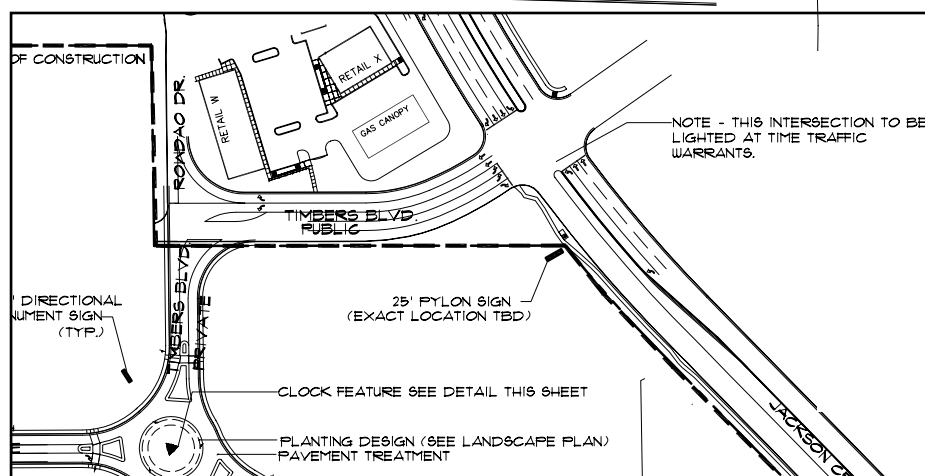 OF CONSTRUCTION
ROADAO DR.
RETAIL W
RETAIL X
GAS CANOPY
NOTE - THIS INTERSECTION TO BE
LIGHTED AT TIME TRAFFIC
WARRANTS.
TIMBERS BLVD.
PUBLIC
TIMBERS BLVD.
PRIVATE
' DIRECTIONAL
NUMENT SIGN
(TYP.)
25' PYLON SIGN
(EXACT LOCATION TBD)
CLOCK FEATURE SEE DETAIL THIS SHEET
PLANTING DESIGN (SEE LANDSCAPE PLAN)
PAVEMENT TREATMENT
JACKSON